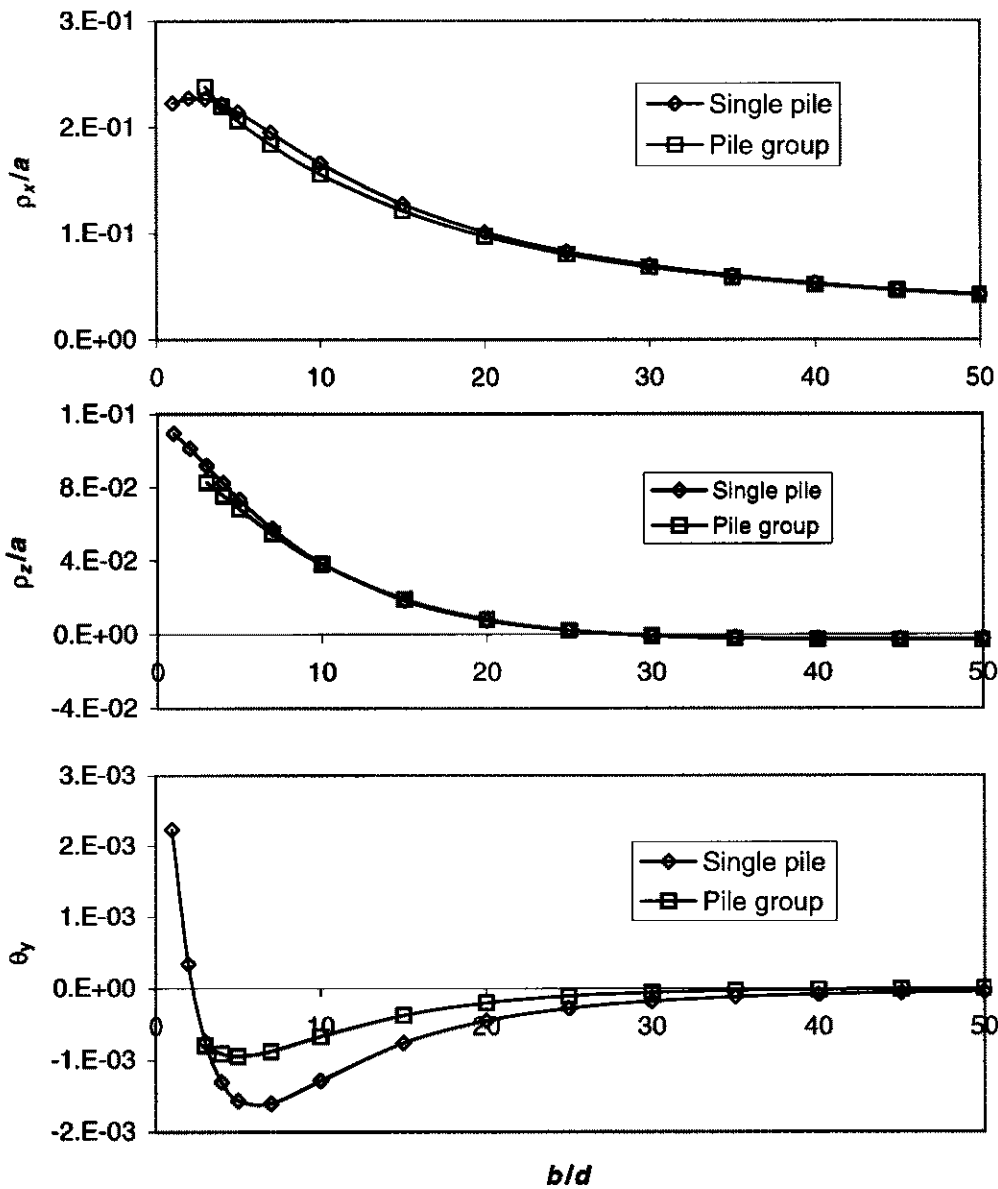 3.E-01
2.E-01
1.E-01
0.E+00
ρx/a
Single pile
Pile group
0 10 20 30 40 50
1.E-01
8.E-02
4.E-02
0.E+00
-4.E-02
ρz/a
Single pile
Pile group
0 10 20 30 40 50
3.E-03
2.E-03
1.E-03
0.E+00
-1.E-03
-2.E-03
θy
Single pile
Pile group
0 10 20 30 40 50
b/d